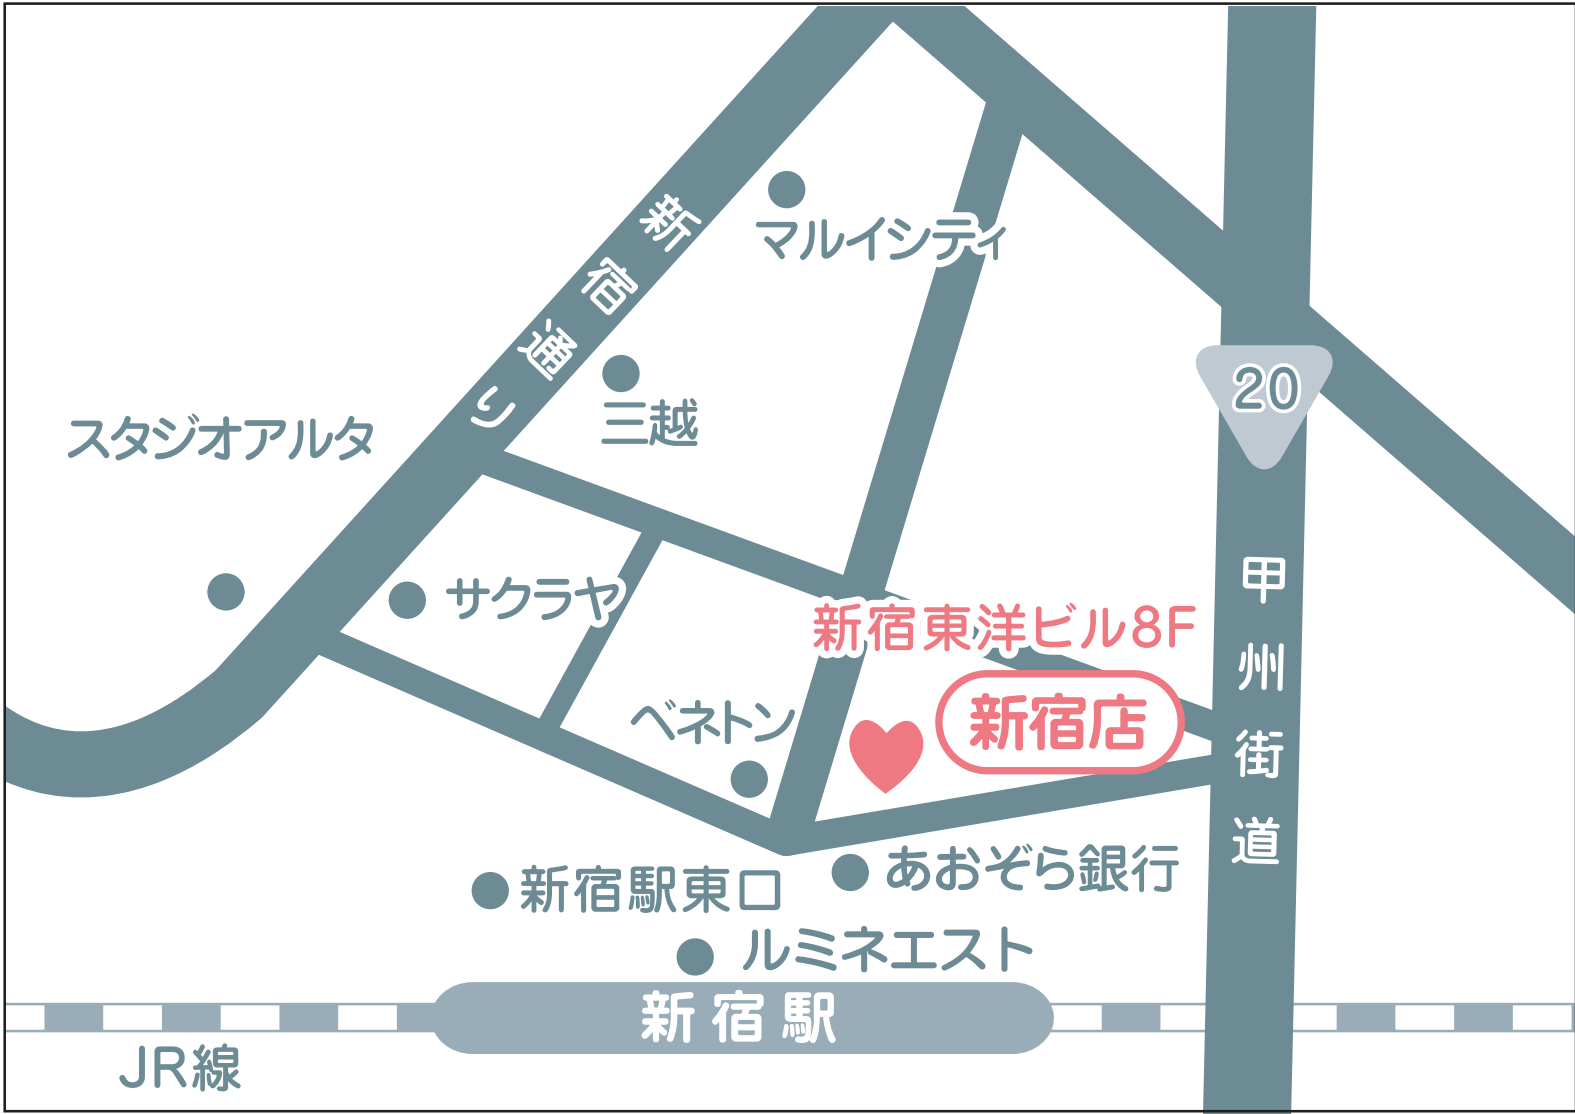 新宿通り
マルイシティ
三越
スタジオアルタ
20
サクラヤ
新宿東洋ビル8F
新宿店
甲州街道
ベネトン
あおぞら銀行
新宿駅東口
ルミネエスト
新宿駅
JR線